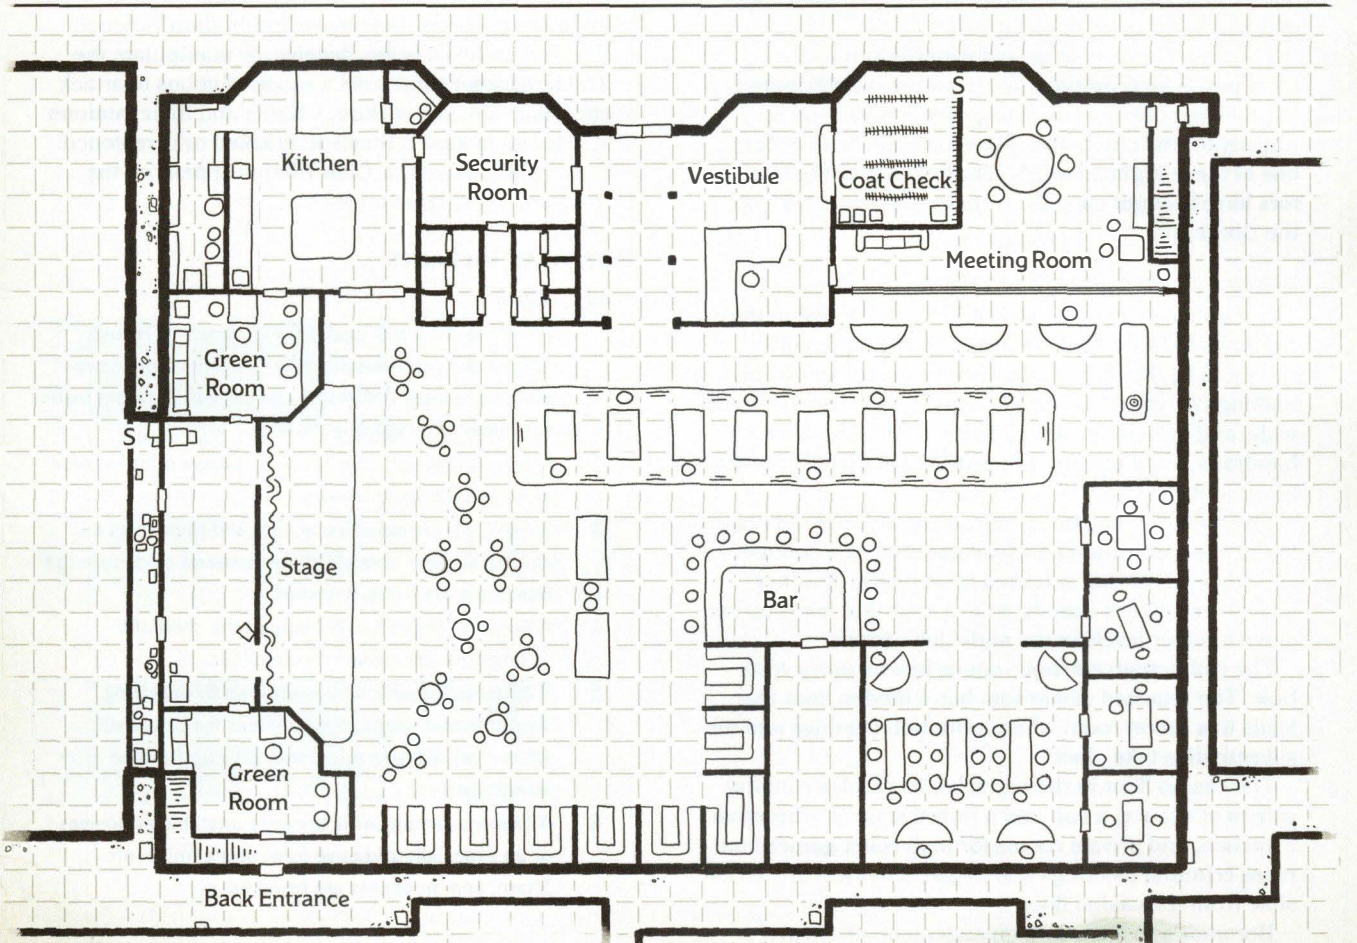 S
Kitchen
Security
Room
Vestibule
Coat Check
Meeting Room
Green
Room
S
Stage
Bar
Green
Room
Back Entrance